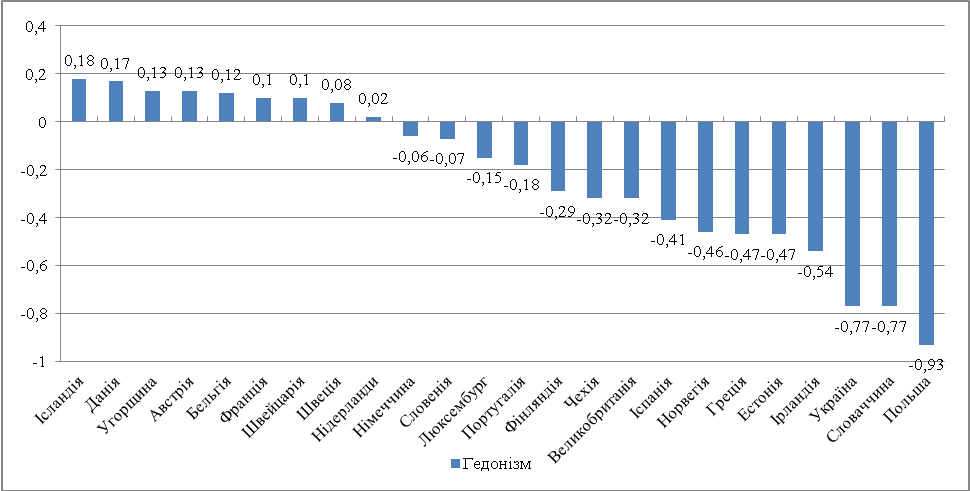 0,4
0,2
0
-0,2
-0,4
-0,6
-0,8
-1
0,18
0,17
0,13
0,13
0,12
0,1
0,1
0,08
0,02
-0,06
-0,07
-0,15
-0,18
-0,29
-0,32
-0,32
-0,41
-0,46
-0,47
-0,47
-0,54
-0,77
-0,77
-0,93
Ісландія
Данія
Угорщина
Австрія
Бельгія
Франція
Швейцарія
Швеція
Нідерланди
Німеччина
Словенія
Люксембург
Португалія
Фінляндія
Чехія
Великобританія
Іспанія
Норвегія
Греція
Естонія
Ірландія
Україна
Словаччина
Польша
Гедонізм